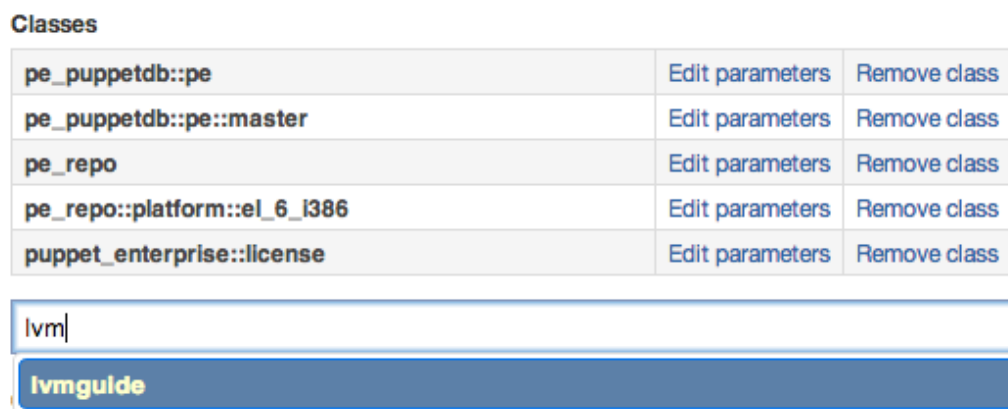 Classes
pe_puppetdb::pe Edit parameters Remove class
pe_puppetdb::pe::master Edit parameters Remove class
pe_repo Edit parameters Remove class
pe_repo::platform::el_6_i386 Edit parameters Remove class
puppet_enterprise::license Edit parameters Remove class
lvm
lvmguide